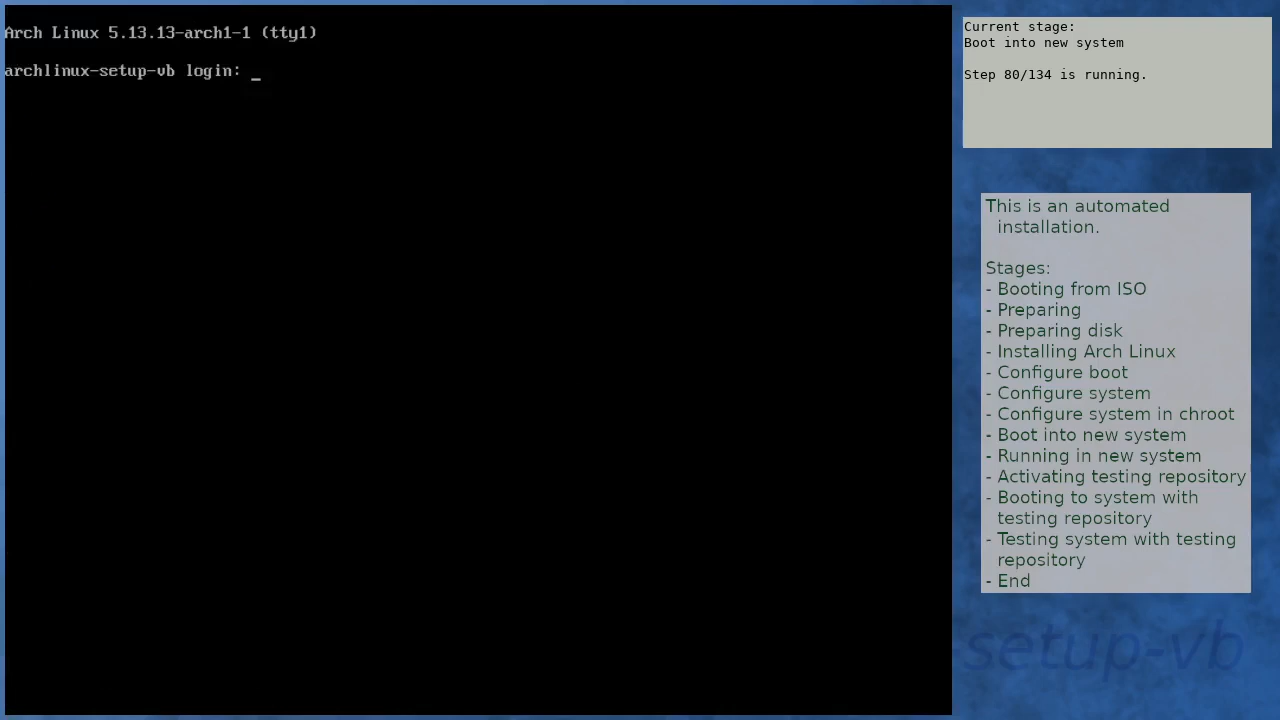 Arch Linux 5.13.13-arch1-1 (tty1)
archlinux-setup-vb login: _
Current stage:
Boot into new system
Step 80/134 is running.
This is an automated
installation.
Stages:
- Booting from ISO
- Preparing
- Preparing disk
- Installing Arch Linux
- Configure boot
- Configure system
- Configure system in chroot
- Boot into new system
- Running in new system
- Activating testing repository
- Booting to system with
testing repository
- Testing system with testing
repository
- End
-setup-vb